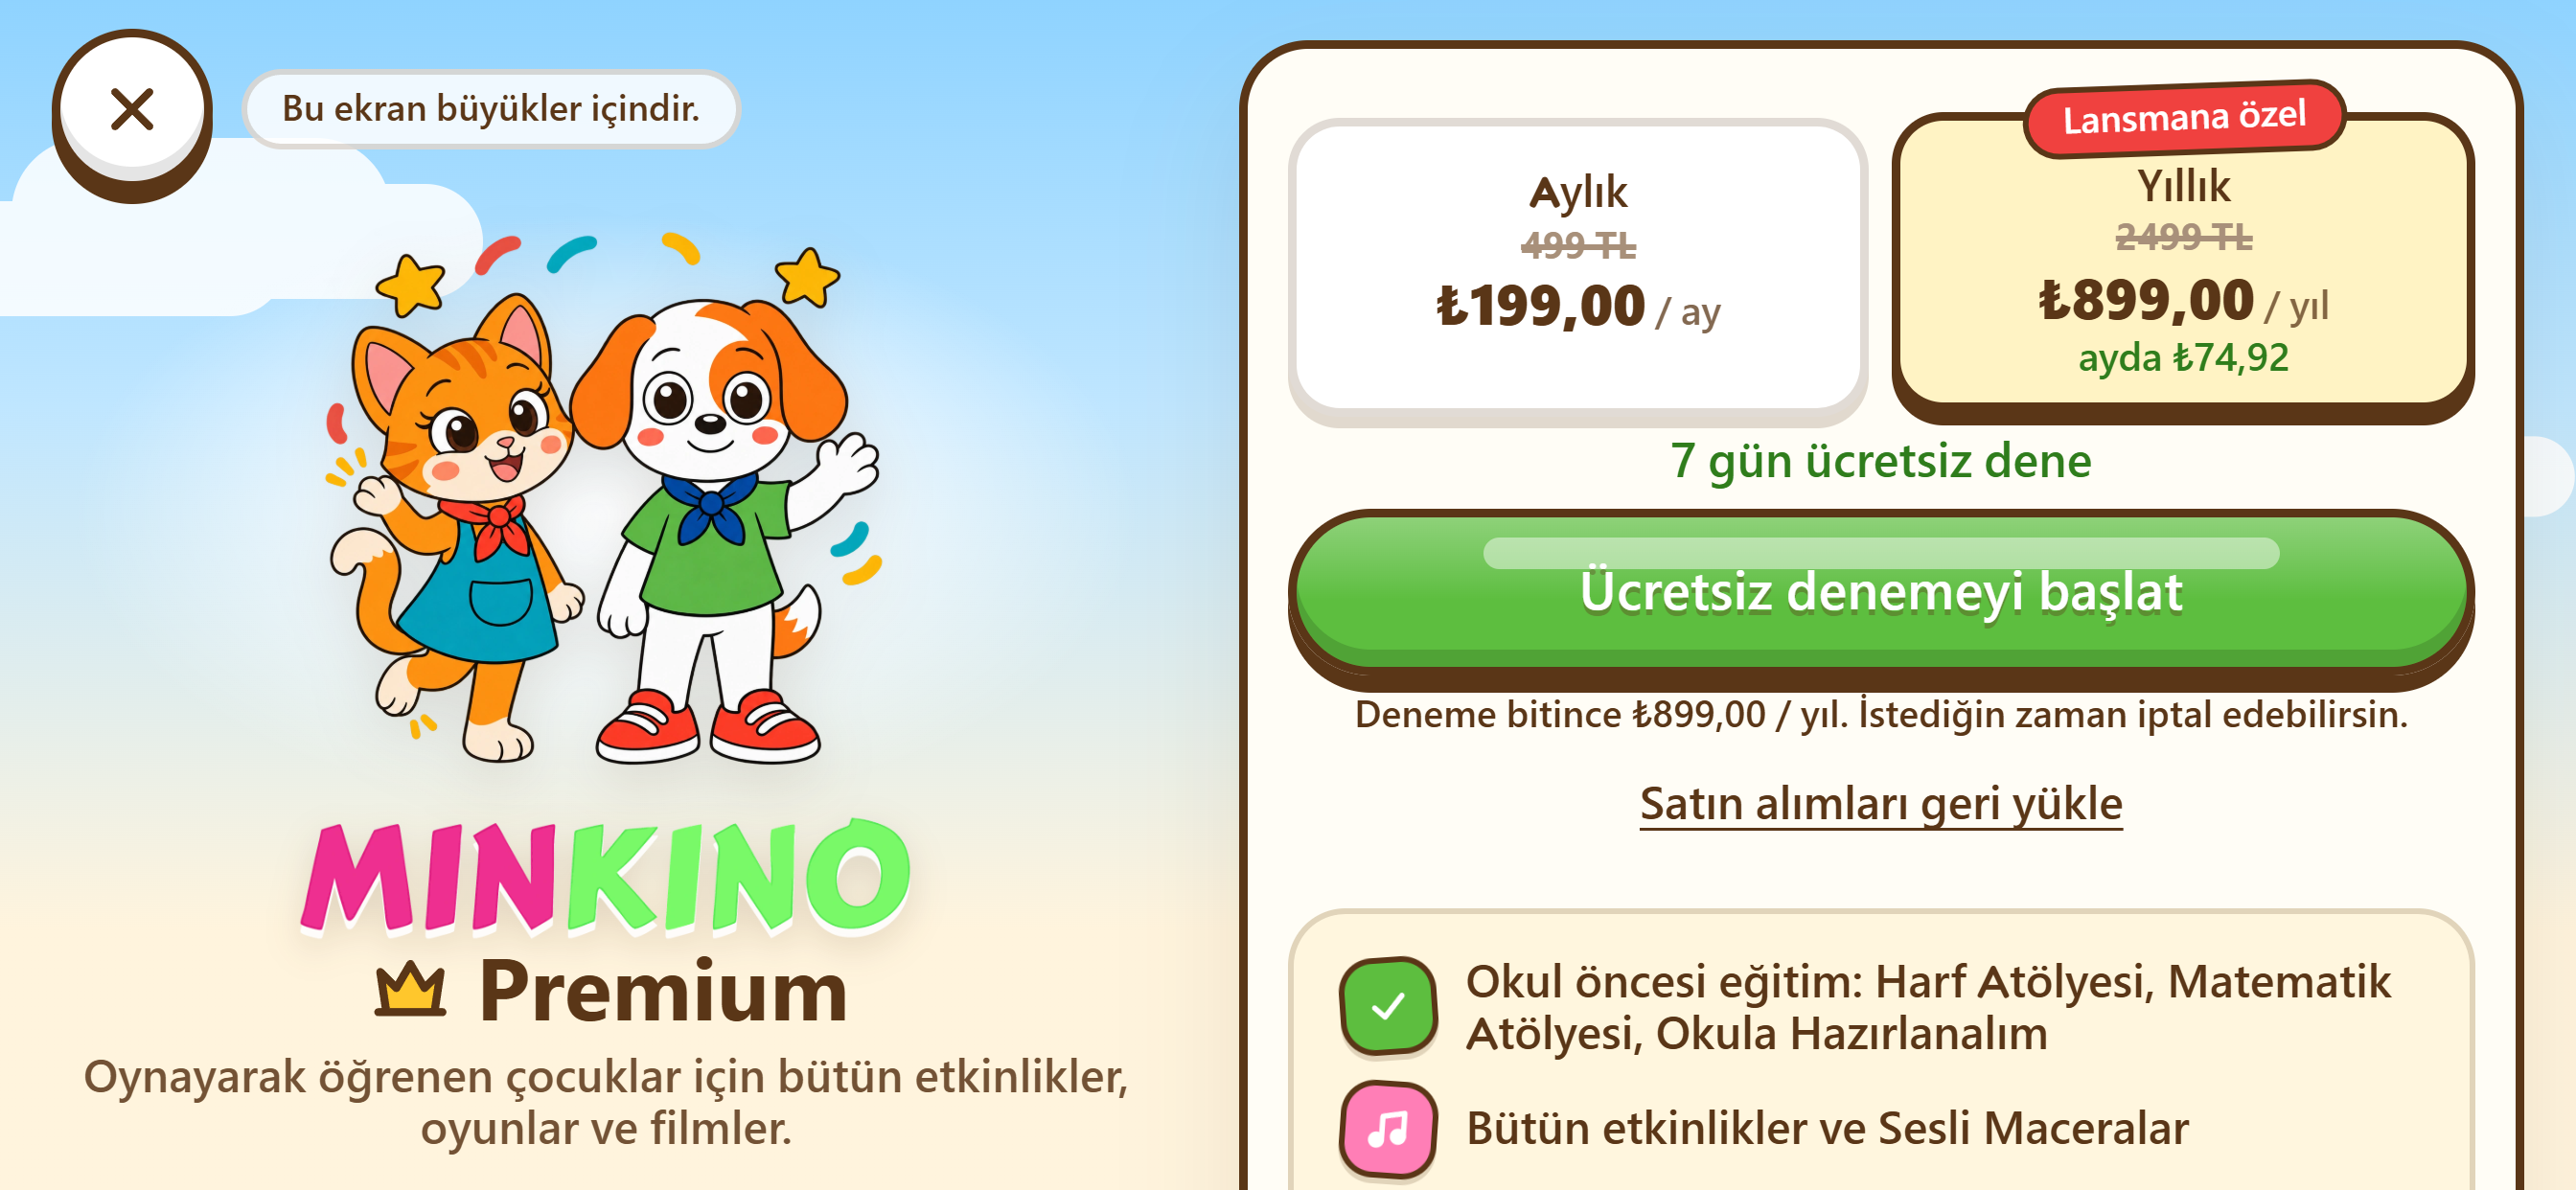 Bu ekran büyükler içindir.
MINKINO
Premium
Oynayarak öğrenen çocuklar için bütün etkinlikler,
oyunlar ve filmler.
Aylık
499 TL
₺199,00 / ay
Lansmana özel
Yıllık
2499 TL
₺899,00 / yıl
ayda ₺74,92
7 gün ücretsiz dene
Ücretsiz denemeyi başlat
Deneme bitince ₺899,00 / yıl. İstediğin zaman iptal edebilirsin.
Satın alımları geri yükle
Okul öncesi eğitim: Harf Atölyesi, Matematik
Atölyesi, Okula Hazırlanalım
Bütün etkinlikler ve Sesli Maceralar